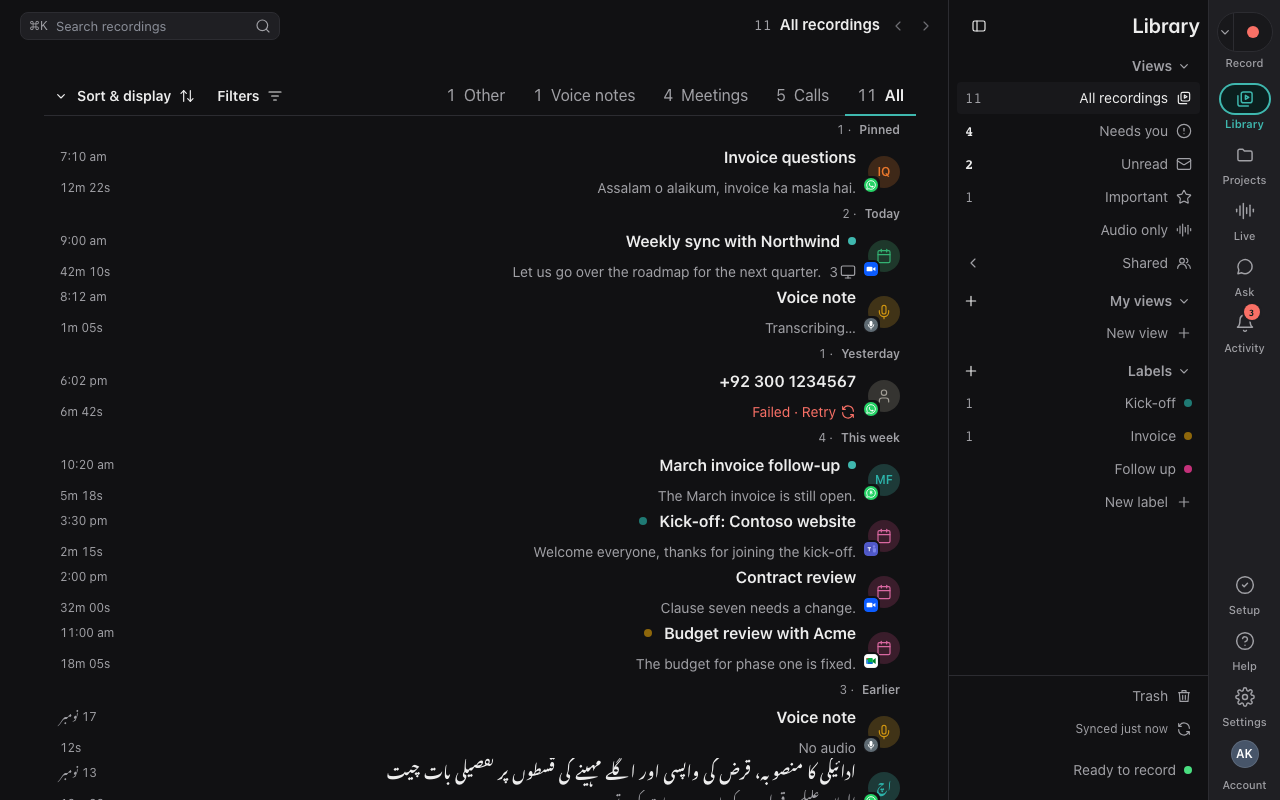 Library
Views
All recordings 11
Needs you 4
Unread 2
Important 1
Audio only
Shared
My views
New view
Labels
Kick-off 1
Invoice 1
Follow up
New label
Trash
Synced just now
Ready to record
Record
Library
Projects
Live
Ask
3
Activity
Setup
Help
Settings
AK
Account
⌘K Search recordings
11 All recordings
Sort & display
Filters
1 Other
1 Voice notes
4 Meetings
5 Calls
11 All
1 · Pinned
IQ
Invoice questions
7:10 am
Assalam o alaikum, invoice ka masla hai.
12m 22s
2 · Today
Weekly sync with Northwind
9:00 am
Let us go over the roadmap for the next quarter. 3
42m 10s
Voice note
8:12 am
Transcribing...
1m 05s
1 · Yesterday
+92 300 1234567
6:02 pm
Failed · Retry
6m 42s
4 · This week
MF
March invoice follow-up
10:20 am
The March invoice is still open.
5m 18s
Kick-off: Contoso website
3:30 pm
Welcome everyone, thanks for joining the kick-off.
2m 15s
Contract review
2:00 pm
Clause seven needs a change.
32m 00s
Budget review with Acme
11:00 am
The budget for phase one is fixed.
18m 05s
3 · Earlier
Voice note
17 نومبر
No audio
12s
اچ
ادائیگی کا منصوبہ، قرض کی واپسی اور اگلے مہینے کی قسطوں پر تفصیلی بات چیت
13 نومبر